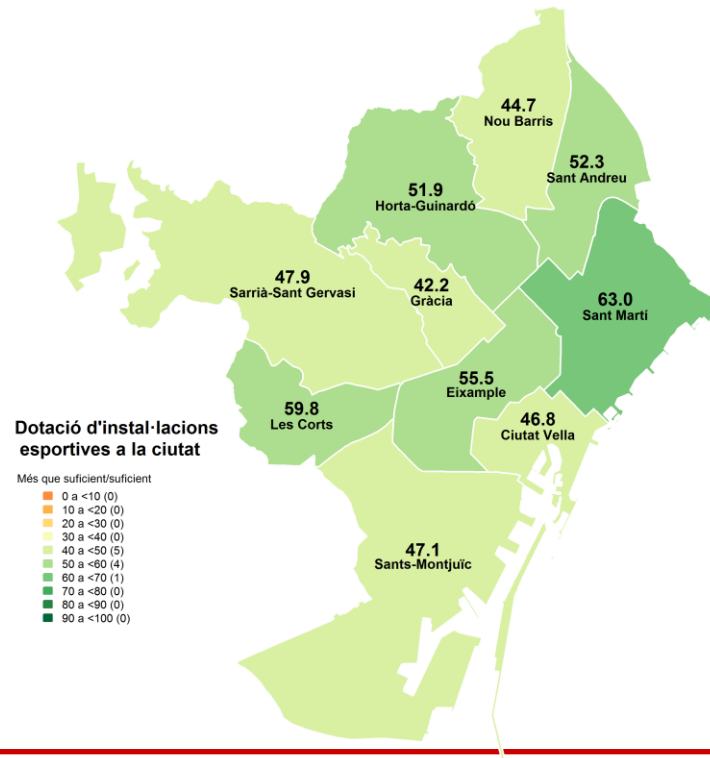 44.7
Nou Barris
52.3
Sant Andreu
51.9
Horta-Guinardó
47.9
Sarrià-Sant Gervasi
42.2
Gràcia
63.0
Sant Martí
55.5
Eixample
59.8
Les Corts
46.8
Ciutat Vella
47.1
Sants-Montjuïc
Dotació d'instal·lacions
esportives a la ciutat
Més que suficient/suficient
0 a <10 (0)
10 a <20 (0)
20 a <30 (0)
30 a <40 (0)
40 a <50 (5)
50 a <60 (4)
60 a <70 (1)
70 a <80 (0)
80 a <90 (0)
90 a <100 (0)